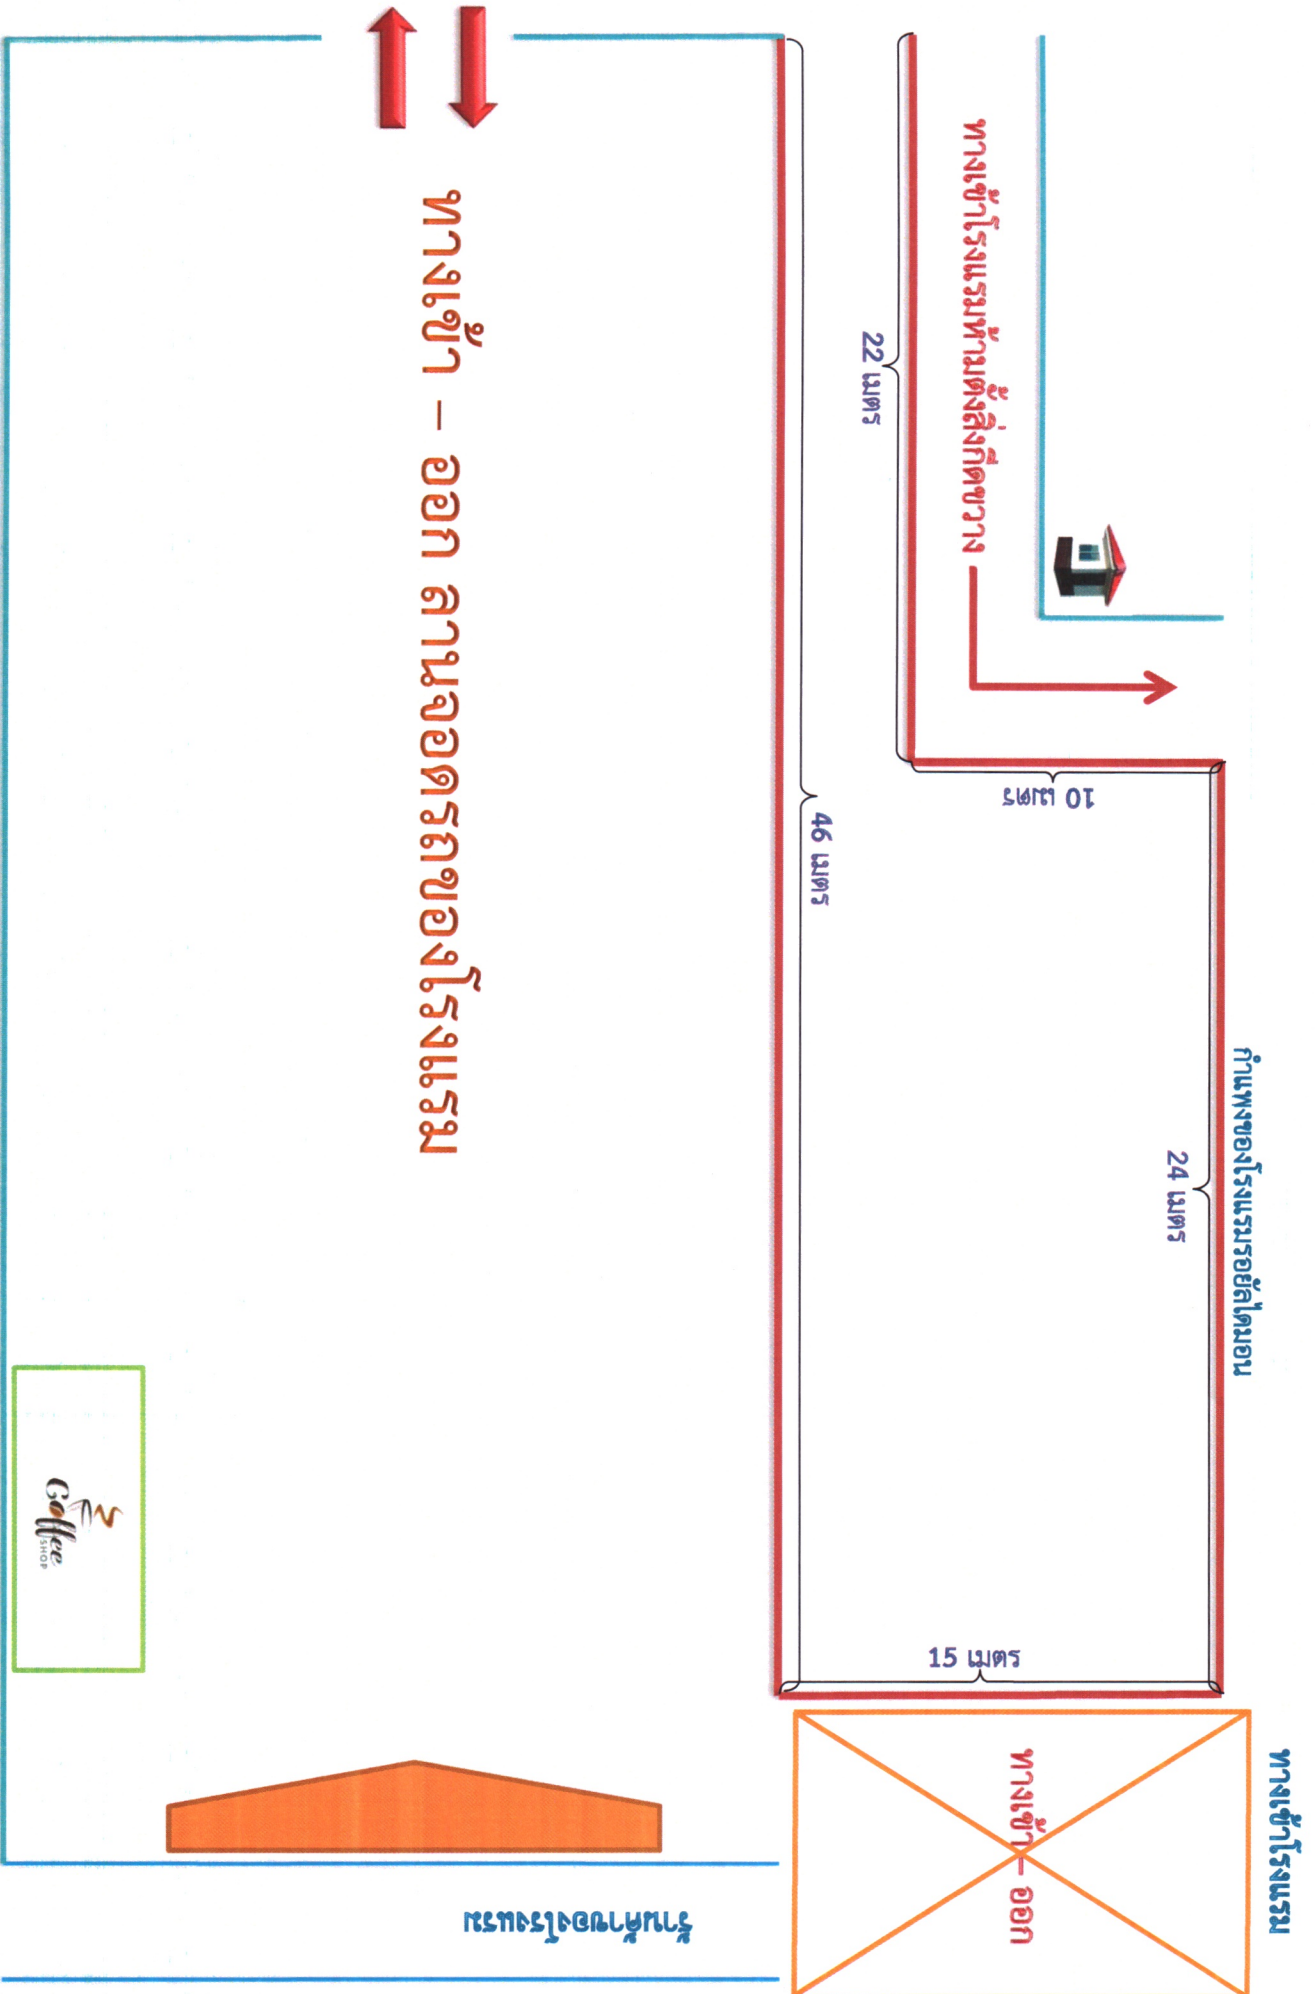 ทางเข้าโรงแรม
กำแพงของโรงแรมรอยัลไดมอน
24 เมตร
10 เมตร
ทางเข้าโรงแรมห้ามตั้งสิ่งกีดขวาง
22 เมตร
46 เมตร
15 เมตร
ทางเข้า – ออก
ทางเข้า – ออก ลานจอดรถของโรงแรม
ร้านค้าของโรงแรม
Coffee
SHOP